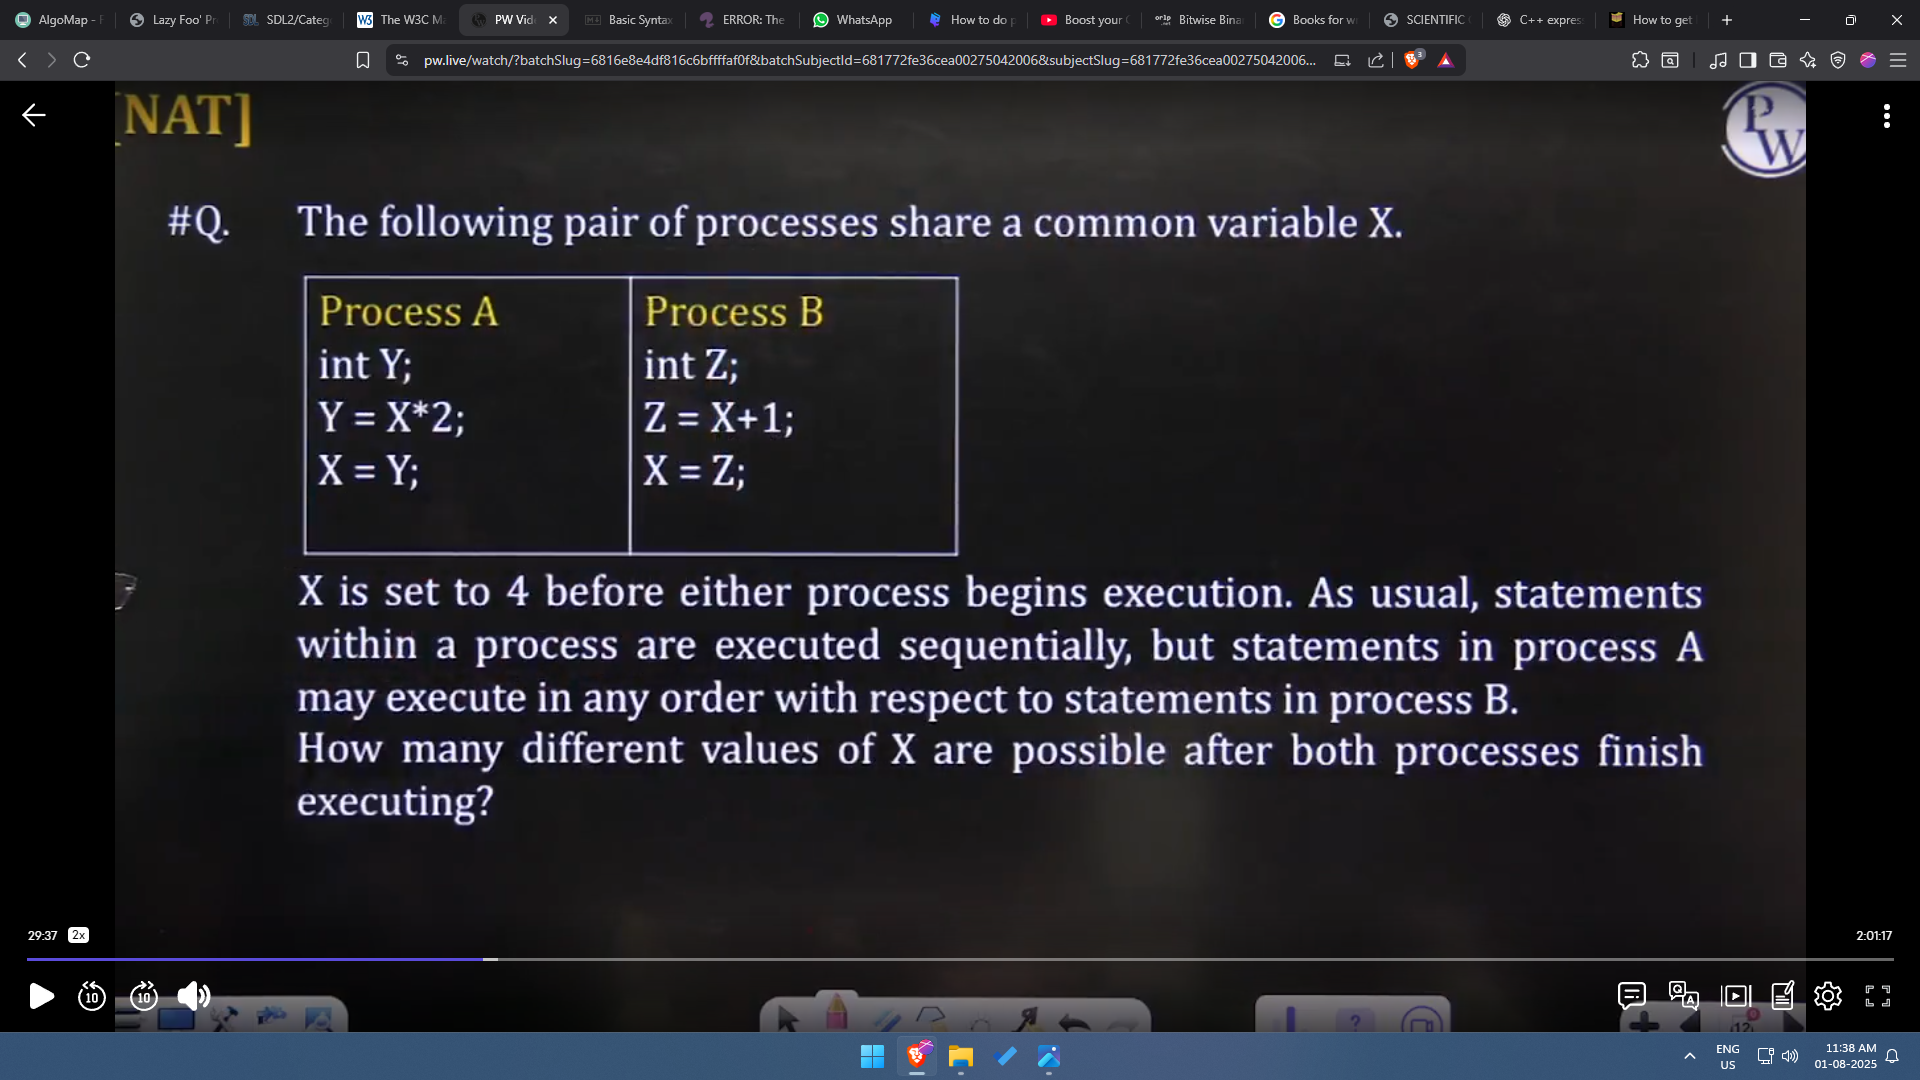 AlgoMap - 
Lazy Foo' Pr
SDL2/Categ
The W3C Ma
PW Vid
Basic Syntax
ERROR: The
WhatsApp
How to do p
Boost your
Bitwise Bina
Books for w
SCIENTIFIC
C++ expres
How to get
pw.live/watch/?batchSlug=6816e8e4df816c6bffffaf0f&batchSubjectId=681772fe36cea00275042006&subjectSlug=681772fe36cea00275042006...
3
[NAT]
PW
#Q. The following pair of processes share a common variable X.
Process A
int Y;
Y = X*2;
X = Y;
Process B
int Z;
Z = X+1;
X = Z;
X is set to 4 before either process begins execution. As usual, statements
within a process are executed sequentially, but statements in process A
may execute in any order with respect to statements in process B.
How many different values of X are possible after both processes finish
executing?
29:37 2x
2:01:17
10 10
ENG
US
11:38 AM
01-08-2025